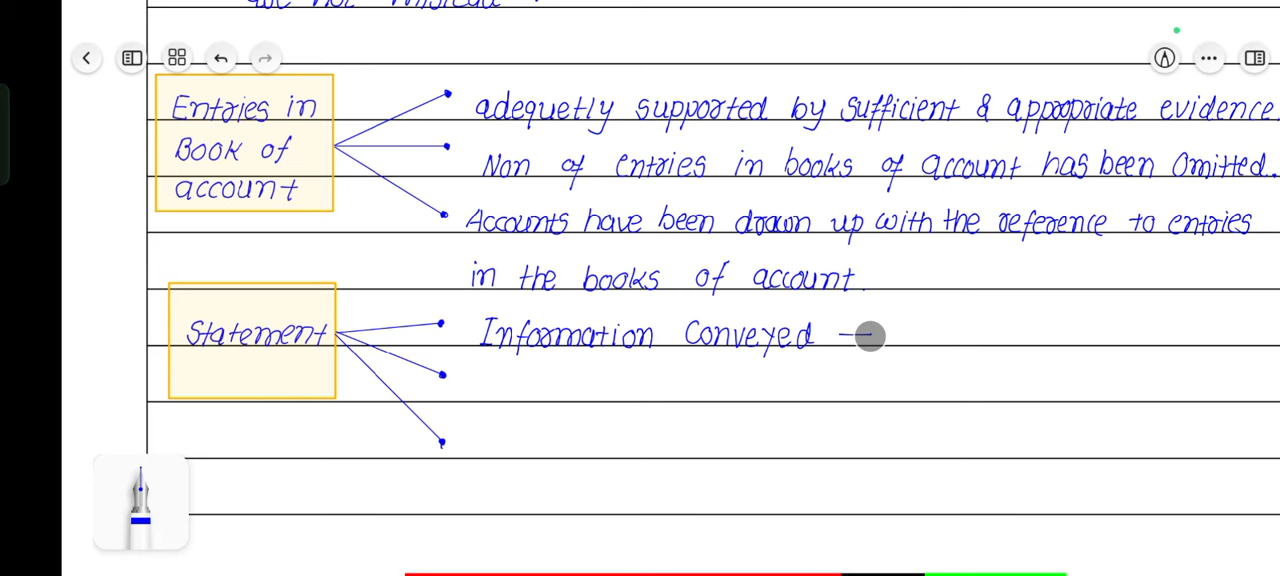 Entries in
Book of
account
adequetly supported by sufficient & appropriate evidence.
Non of entries in books of account has been omitted.
Accounts have been drawn up with the reference to entries
in the books of account.
Statement
Information Conveyed —